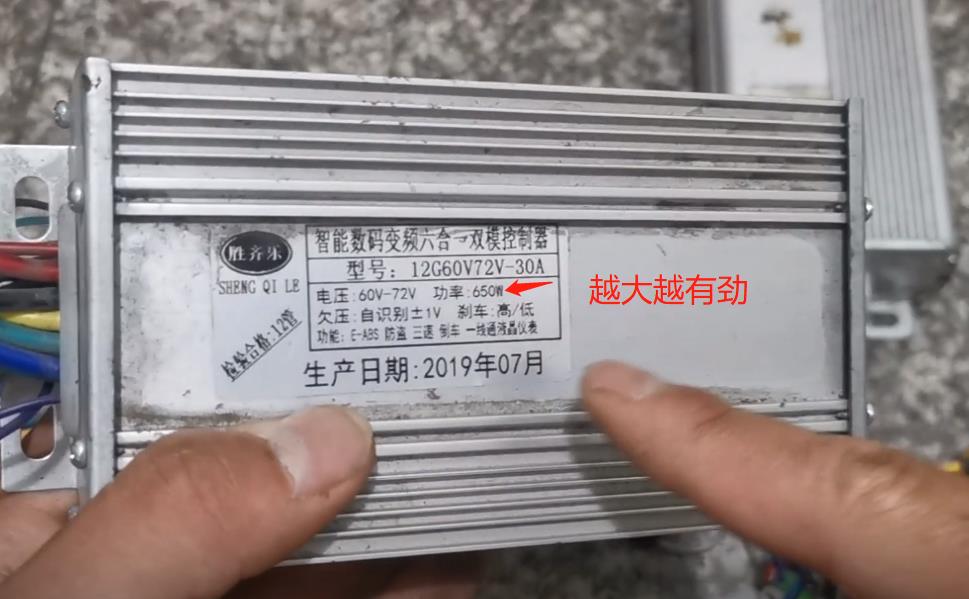 胜齐乐
SHENG QI LE
检验合格:12管
智能数码变频六合一双模控制器
型号: 12G60V72V-30A
电压:60V-72V 功率:650W
欠压:自识别±1V 刹车:高/低
功能: E-ABS 防盗 三速 倒车 一线通液晶仪表
生产日期:2019年07月
越大越有劲